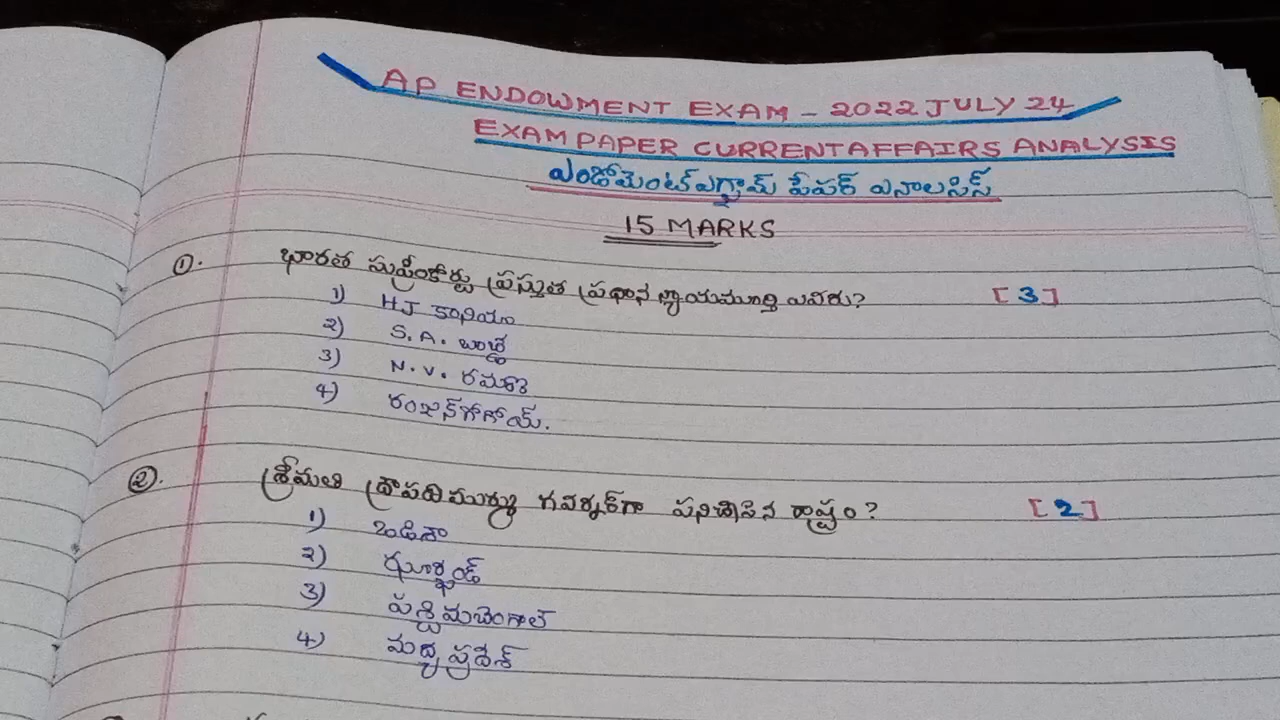 AP ENDOWMENT EXAM - 2022 JULY 24
EXAM PAPER CURRENT AFFAIRS ANALYSIS
ఎండోమెంట్ ఎగ్జామ్ పేపర్ ఎనాలసిస్
15 MARKS
①. భారత సుప్రీంకోర్టు ప్రస్తుత ప్రధాన న్యాయమూర్తి ఎవరు? [3]
1) HJ కానియా
2) S.A. బాబ్డే
3) N.V. రమణ
4) రంజన్ గోగోయ్.
②. శ్రీమతి ద్రౌపదిముర్ము గవర్నర్‌గా పనిచేసిన రాష్ట్రం? [2]
1) ఒడిశా
2) ఝార్ఖండ్
3) పశ్చిమబెంగాల్
4) మధ్యప్రదేశ్